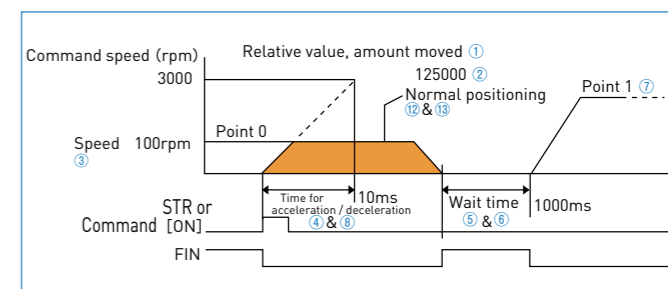 Command speed (rpm)
Relative value, amount moved ①
3000
125000 ②
Normal positioning
⑫&⑬
Point 1 ⑦
Point 0
Speed 100rpm
③
Time for
acceleration / deceleration
④&⑧
10ms
Wait time
⑤&⑥
1000ms
STR or
Command [ON]
FIN